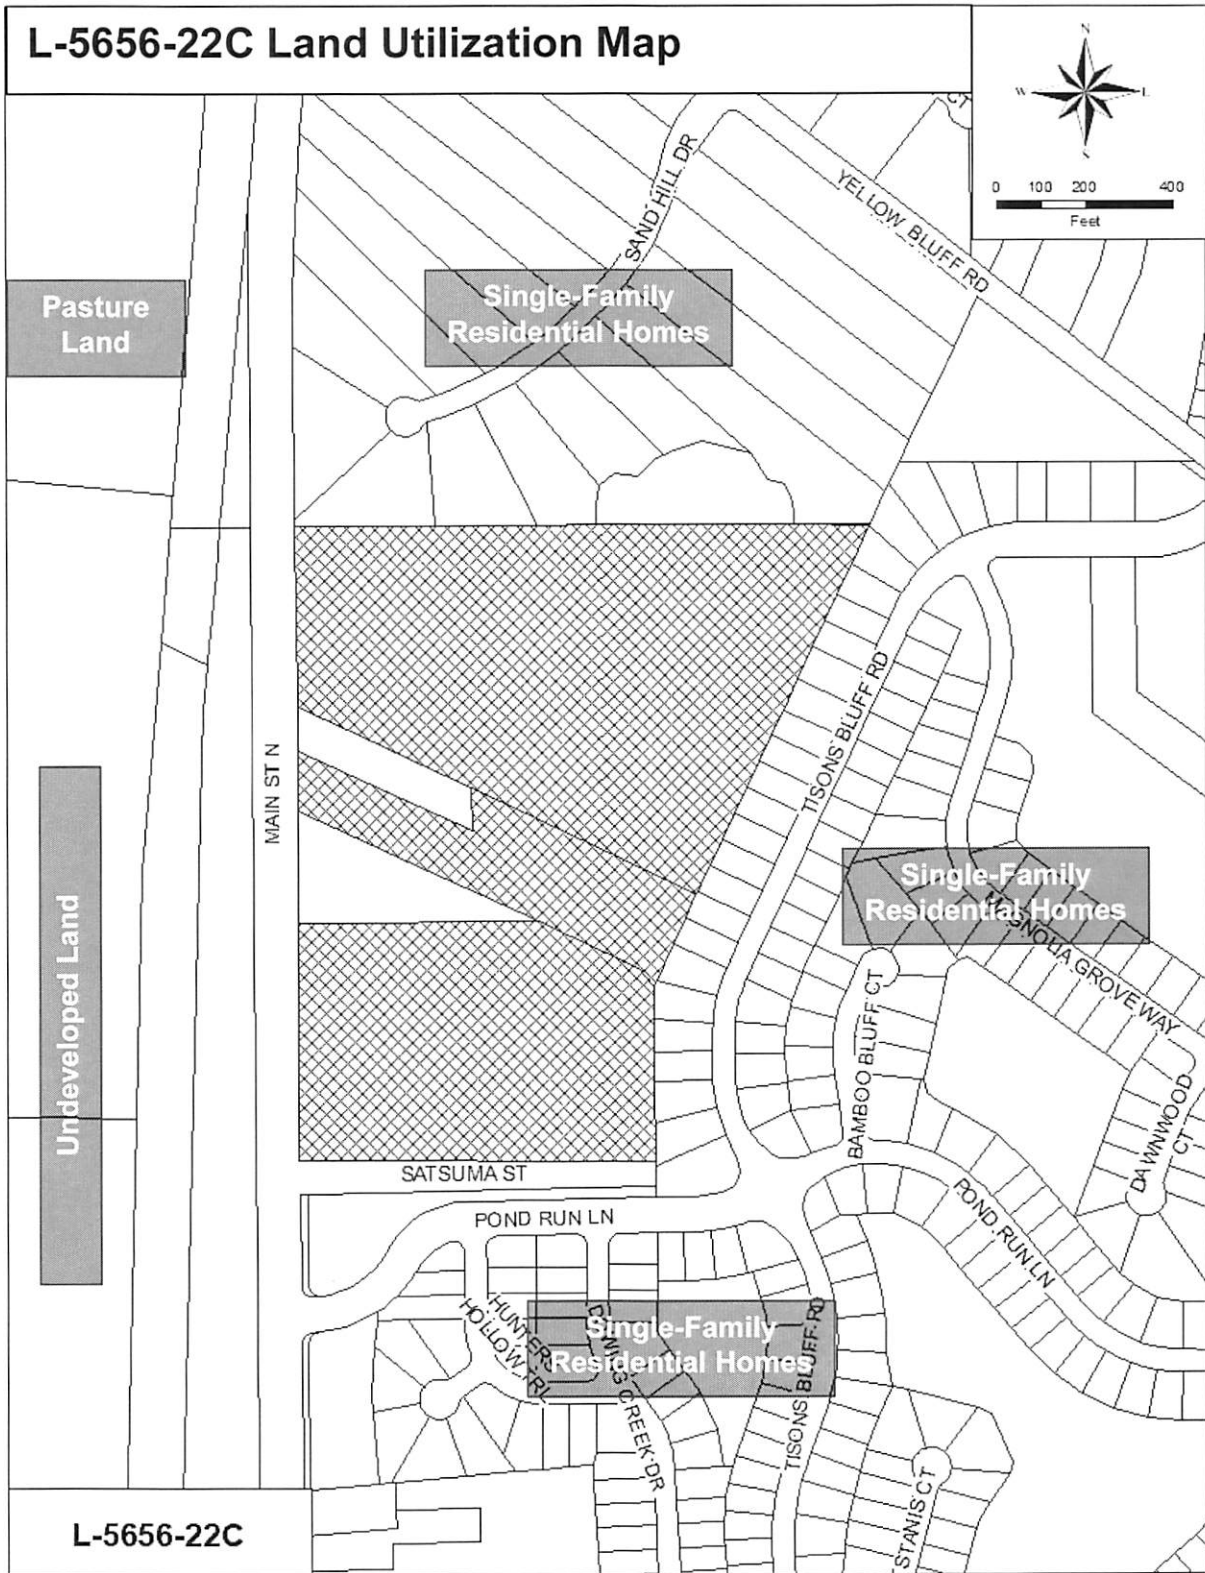 L-5656-22C Land Utilization Map
N
W
E
S
0 100 200 400
Feet
CT
SAND HILL DR
YELLOW BLUFF RD
Pasture
Land
Single-Family
Residential Homes
MAIN ST N
TISONS BLUFF RD
Single-Family
Residential Homes
MAGNOLIA GROVE WAY
Undeveloped Land
BAMBOO BLUFF CT
DAWNWOOD
CT
SATSUMA ST
POND RUN LN
POND RUN LN
HUNTERS
HOLLOW TRL
Single-Family
Residential Homes
CREEK DR
TISONS BLUFF RD
STANIS CT
L-5656-22C